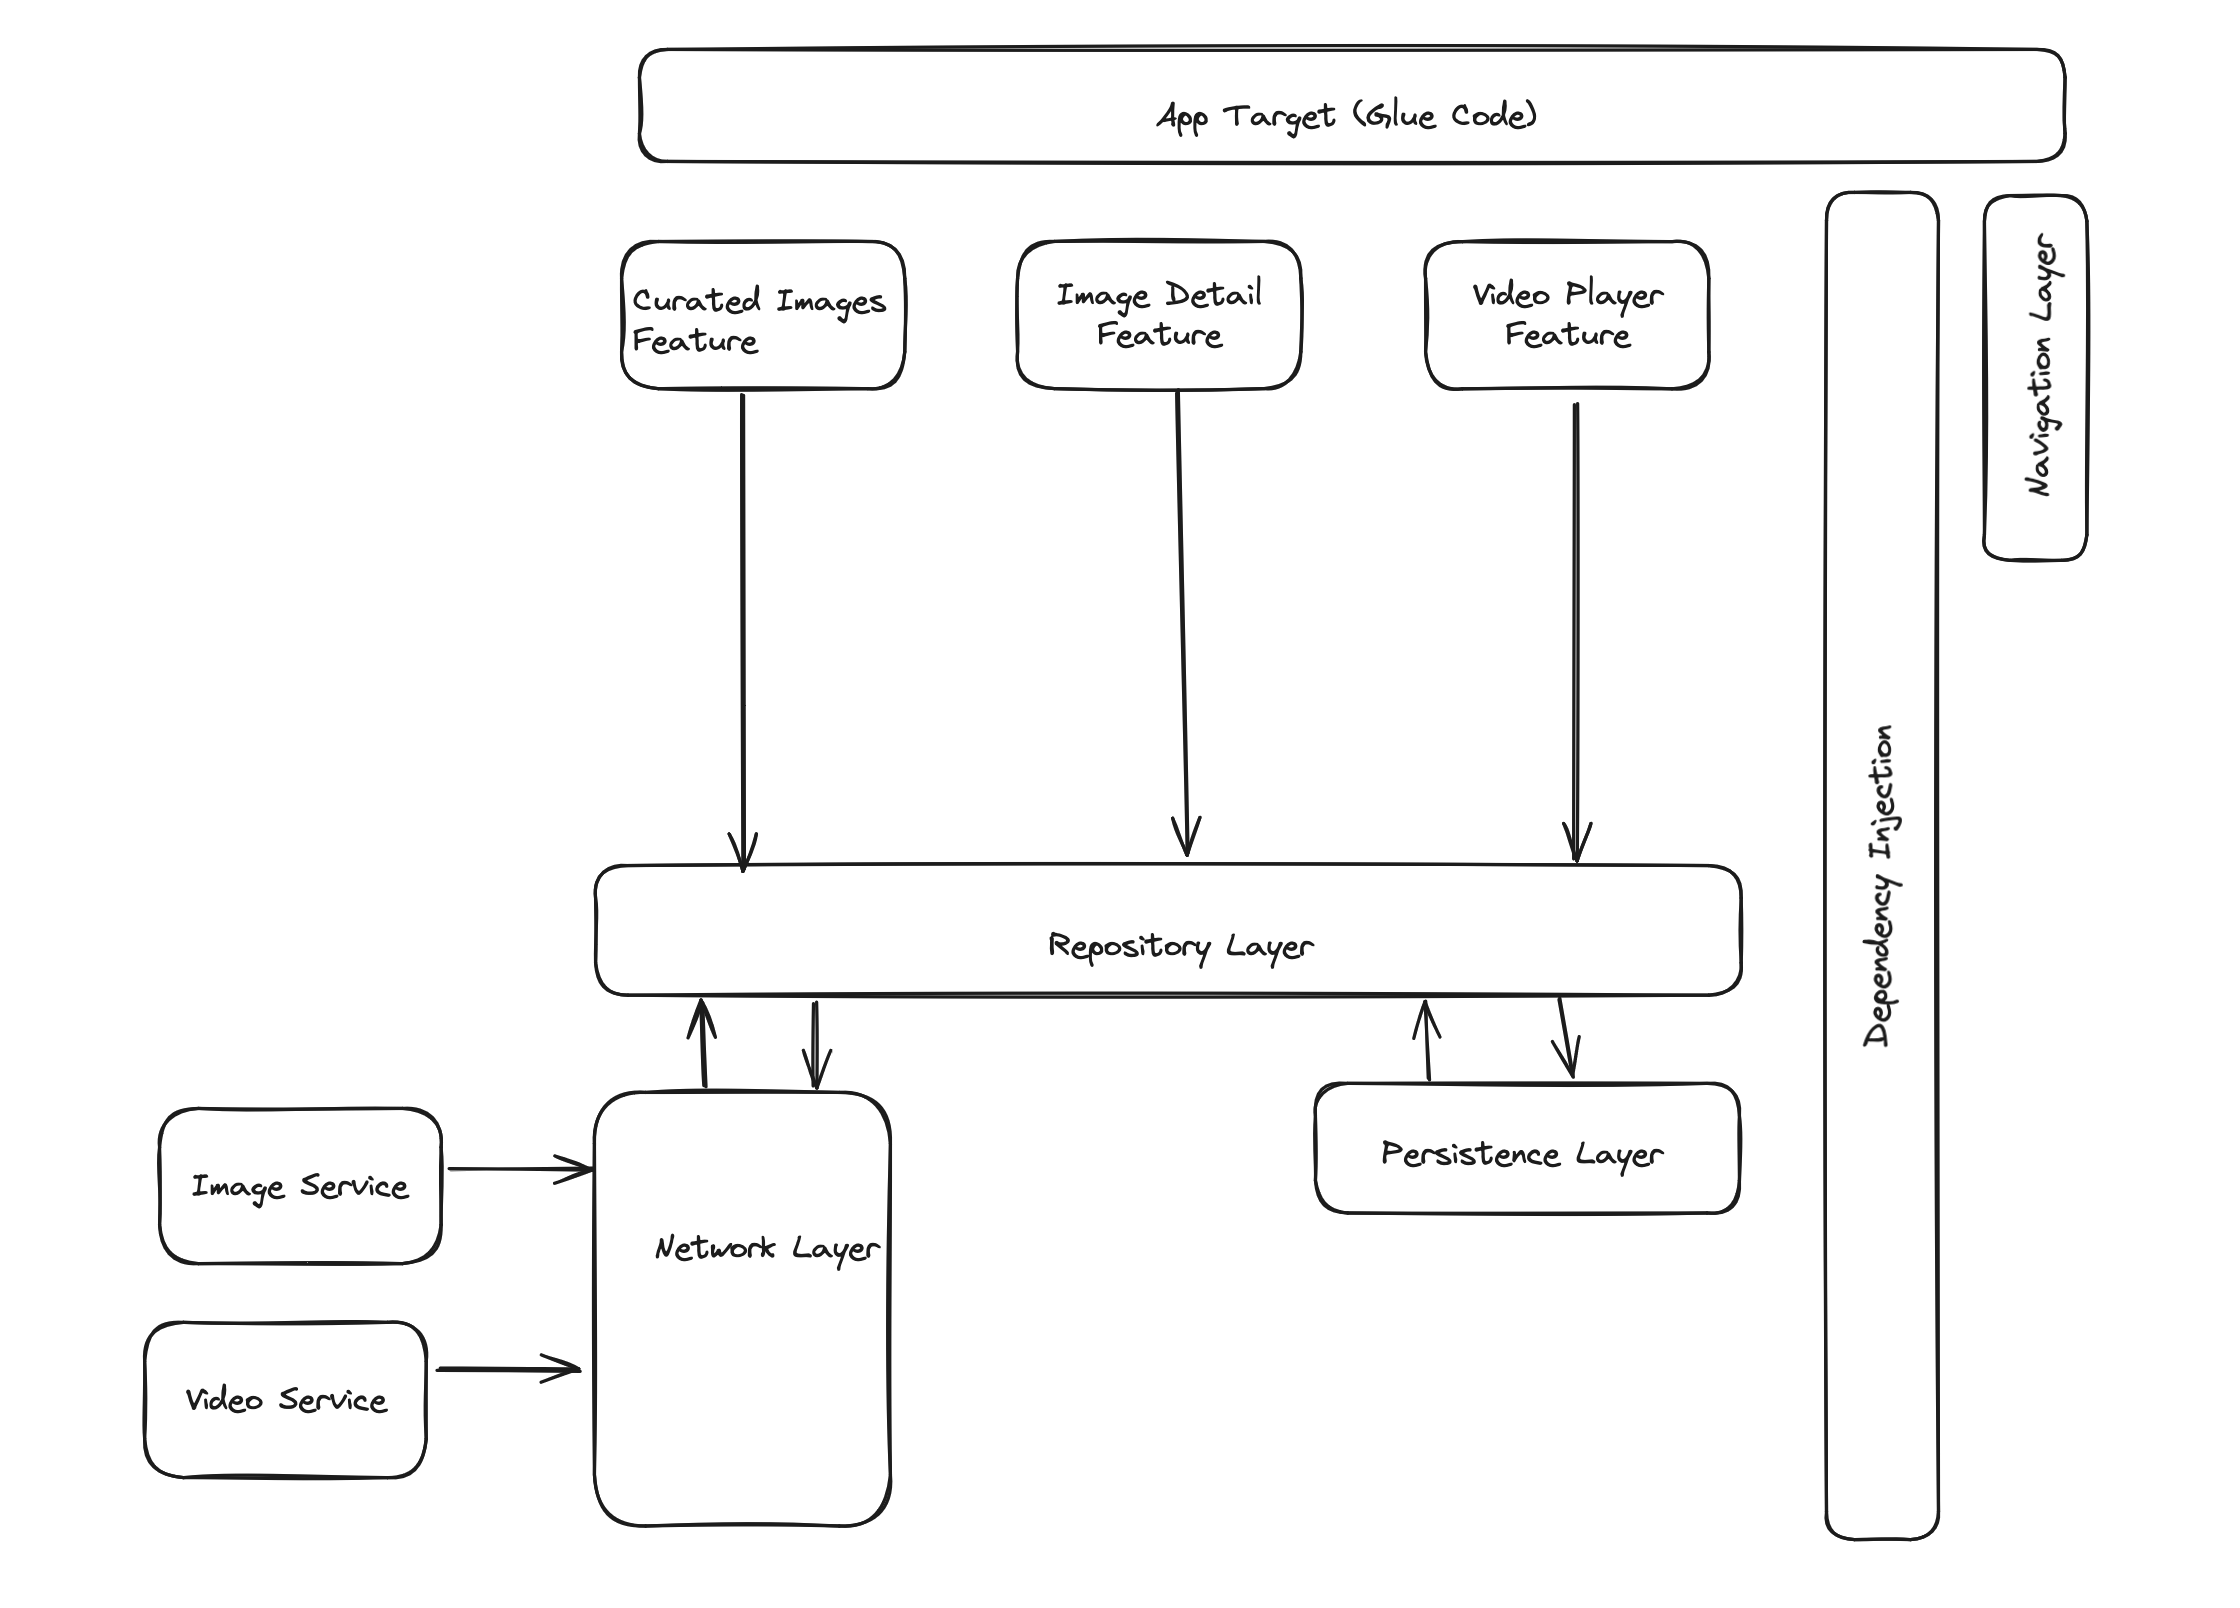 App Target (Glue Code)
Curated Images
Feature
Image Detail
Feature
Video Player
Feature
Navigation Layer
Dependency Injection
Repository Layer
Image Service
Network Layer
Persistence Layer
Video Service